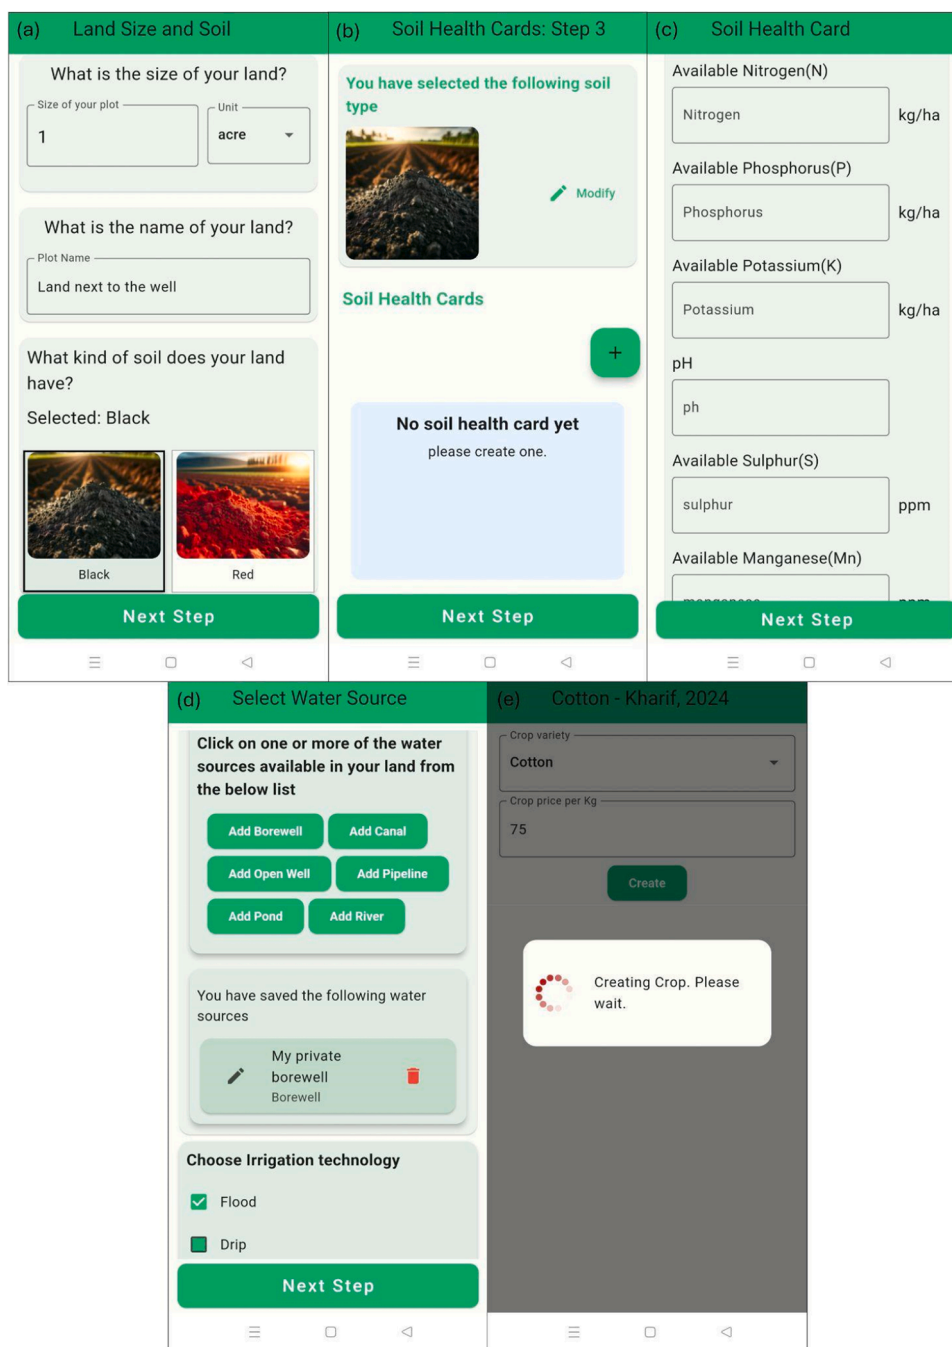 (a) Land Size and Soil
What is the size of your land?
Size of your plot
1
Unit
acre
What is the name of your land?
Plot Name
Land next to the well
What kind of soil does your land
have?
Selected: Black
Black
Red
Next Step
(b) Soil Health Cards: Step 3
You have selected the following soil
type
Modify
Soil Health Cards
+
No soil health card yet
please create one.
Next Step
(c) Soil Health Card
Available Nitrogen(N)
Nitrogen
kg/ha
Available Phosphorus(P)
Phosphorus
kg/ha
Available Potassium(K)
Potassium
kg/ha
pH
ph
Available Sulphur(S)
sulphur
ppm
Available Manganese(Mn)
manganese
ppm
Next Step
(d) Select Water Source
Click on one or more of the water
sources available in your land from
the below list
Add Borewell
Add Canal
Add Open Well
Add Pipeline
Add Pond
Add River
You have saved the following water
sources
My private
borewell
Borewell
Choose Irrigation technology
Flood
Drip
Next Step
(e) Cotton - Kharif, 2024
Crop variety
Cotton
Crop price per Kg
75
Create
Creating Crop. Please
wait.